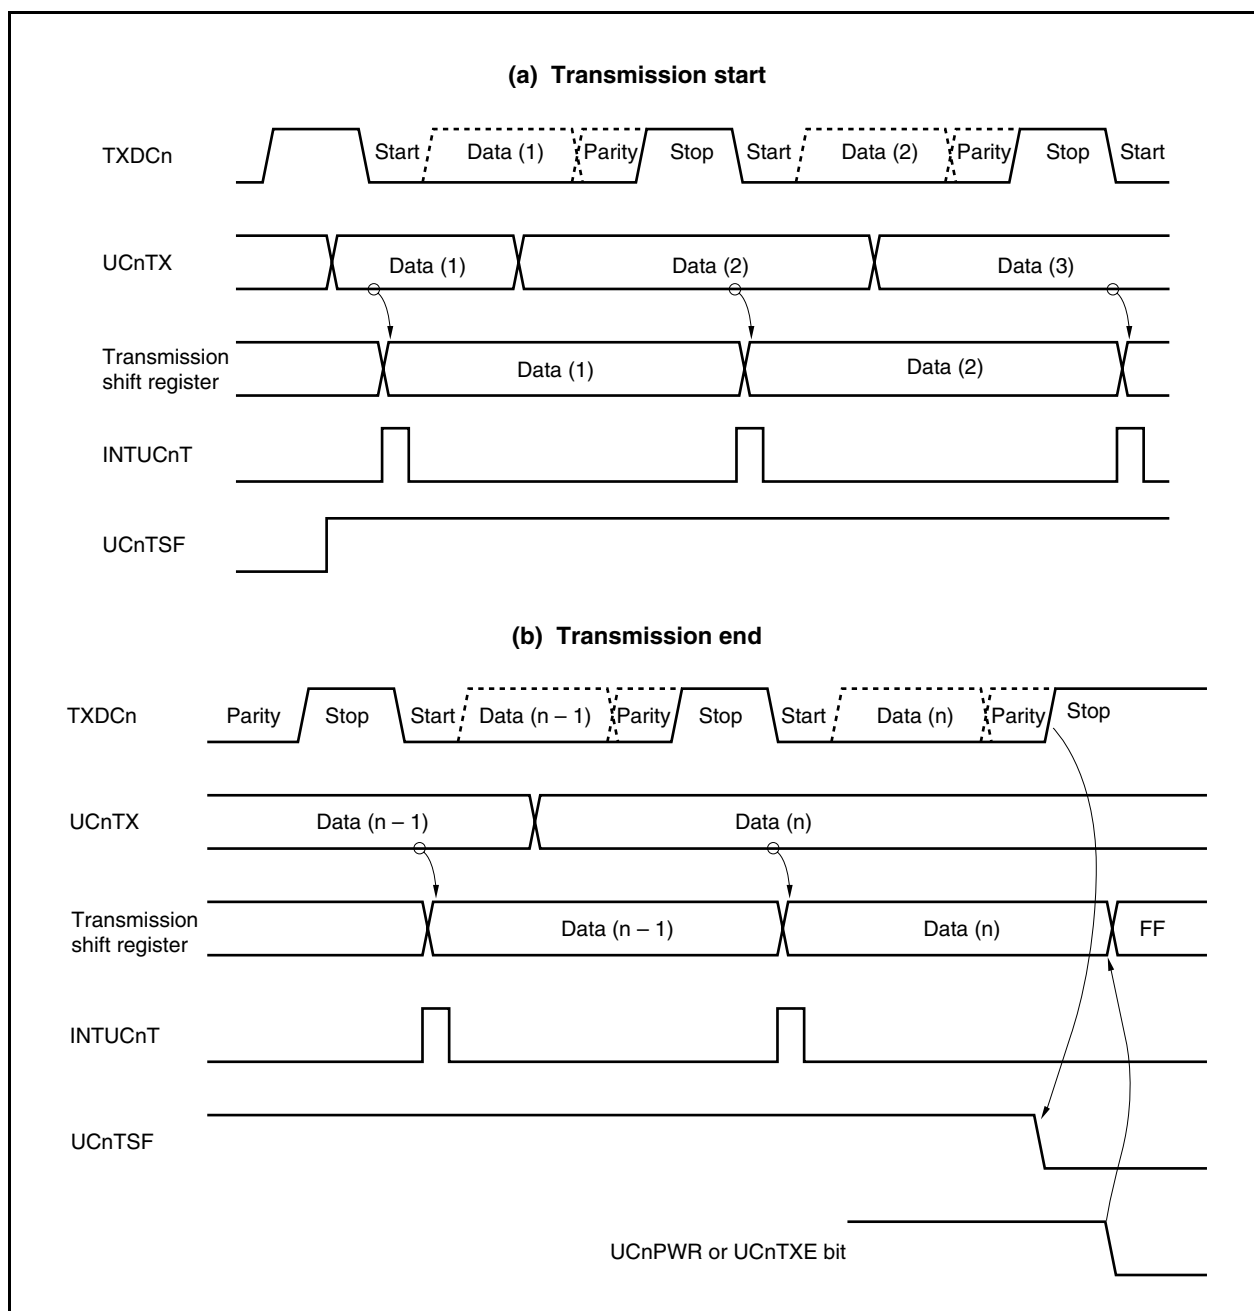 (a) Transmission start
TXDCn
Start Data (1) Parity Stop Start Data (2) Parity Stop Start
UCnTX
Data (1) Data (2) Data (3)
Transmission
shift register
Data (1) Data (2)
INTUCnT
UCnTSF
(b) Transmission end
TXDCn
Parity Stop Start Data (n – 1) Parity Stop Start Data (n) Parity Stop
UCnTX
Data (n – 1) Data (n)
Transmission
shift register
Data (n – 1) Data (n) FF
INTUCnT
UCnTSF
UCnPWR or UCnTXE bit